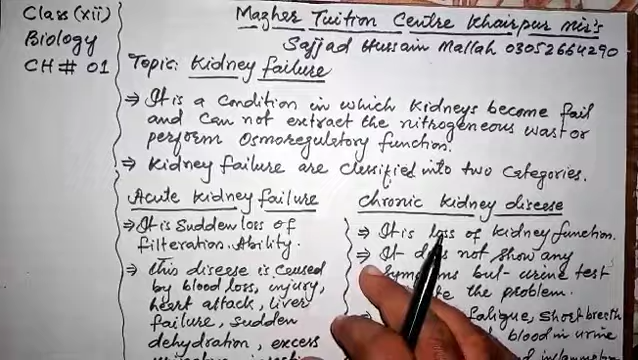 Class (xii)
Biology
CH # 01
Magher Tuition Centre Khairpur Mir's
Sajjad Hussain Mallah 03052664290
Topic: Kidney failure
⇒ It is a condition in which kidneys become fail
and can not extract the nitrogeneous wast or
perform Osmoregulatory function.
⇒ Kidney failure are classified into two categories.
Acute kidney failure
⇒ It is Sudden loss of
filteration. Ability.
⇒ this diseese is caused
by blood loss, injury,
heart attack, liver
failure, sudden
dehydration, excess
Chronic kidney disease
⇒ It is loss of kidney function.
⇒ It does not show any
symptoms but urine test
the problem.
fatigue, Short breath
blood in urine